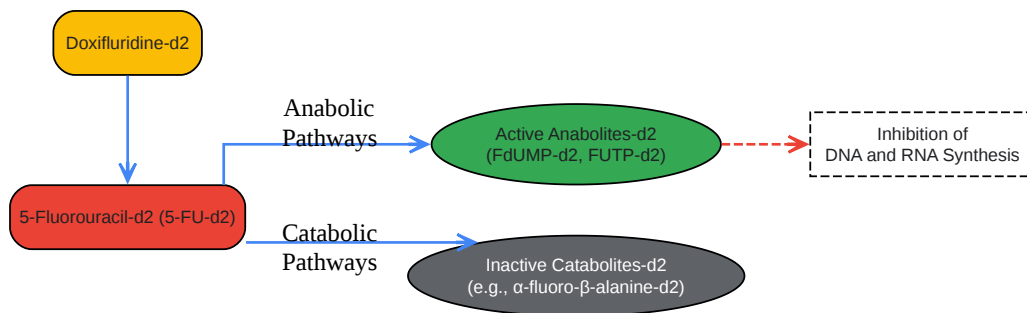 Doxifluridine-d2
Anabolic
Pathways
Active Anabolites-d2
(FdUMP-d2, FUTP-d2)
Inhibition of
DNA and RNA Synthesis
5-Fluorouracil-d2 (5-FU-d2)
Catabolic
Pathways
Inactive Catabolites-d2
(e.g., α-fluoro-β-alanine-d2)